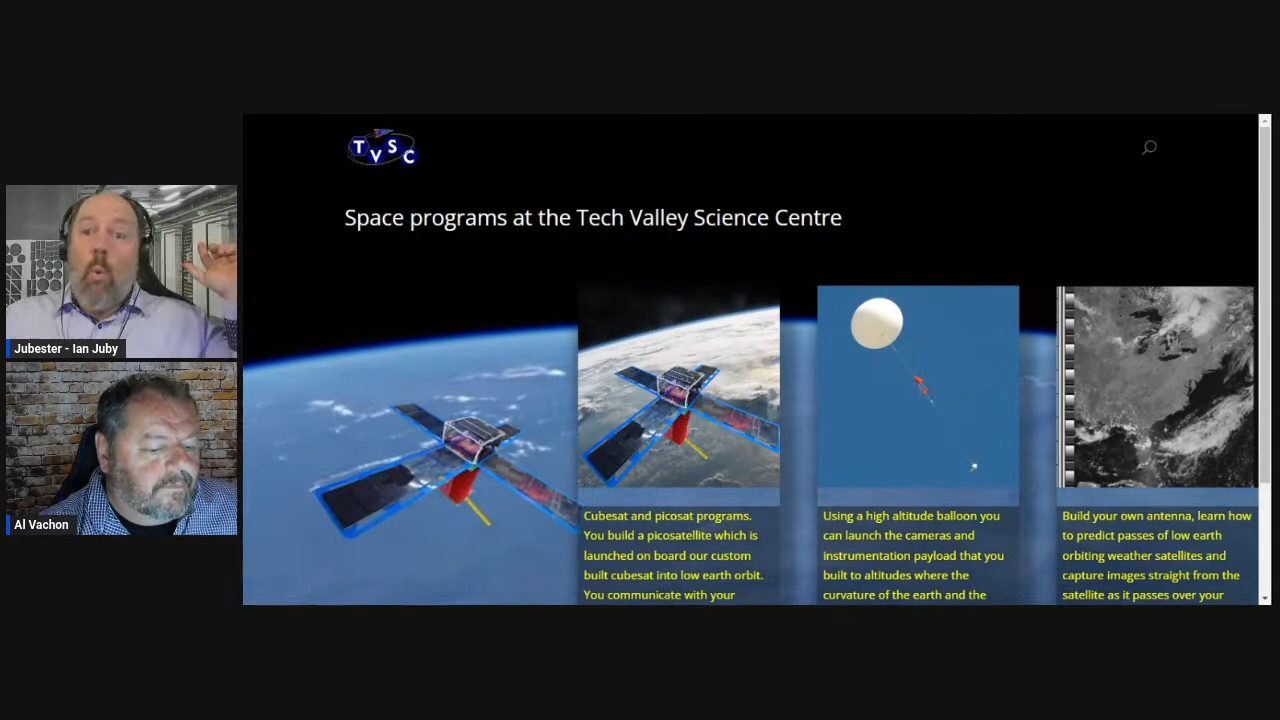 T V S C
Space programs at the Tech Valley Science Centre
Jubester - Ian Juby
Al Vachon
Cubesat and picosat programs.
You build a picosatellite which is
launched on board our custom
built cubesat into low earth orbit.
You communicate with your
Using a high altitude balloon you
can launch the cameras and
instrumentation payload that you
built to altitudes where the
curvature of the earth and the
Build your own antenna, learn how
to predict passes of low earth
orbiting weather satellites and
capture images straight from the
satellite as it passes over your